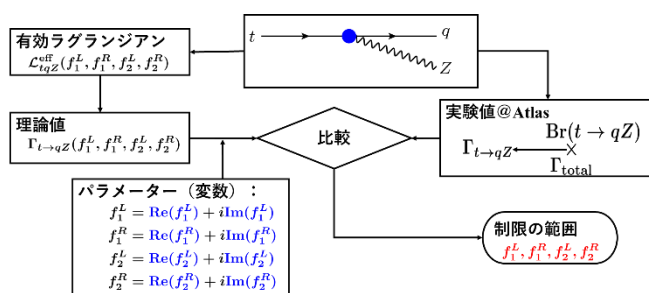 有効ラグランジアン
𝓛^eff_tqZ(f_1^L, f_1^R, f_2^L, f_2^R)
t
q
Z
理論値
Γ_t→qZ(f_1^L, f_1^R, f_2^L, f_2^R)
比較
実験値@Atlas
Br(t → qZ)
Γ_t→qZ
×
Γ_total
パラメーター（変数）：
f_1^L = Re(f_1^L) + iIm(f_1^L)
f_1^R = Re(f_1^R) + iIm(f_1^R)
f_2^L = Re(f_2^L) + iIm(f_2^L)
f_2^R = Re(f_2^R) + iIm(f_2^R)
制限の範囲
f_1^L, f_1^R, f_2^L, f_2^R